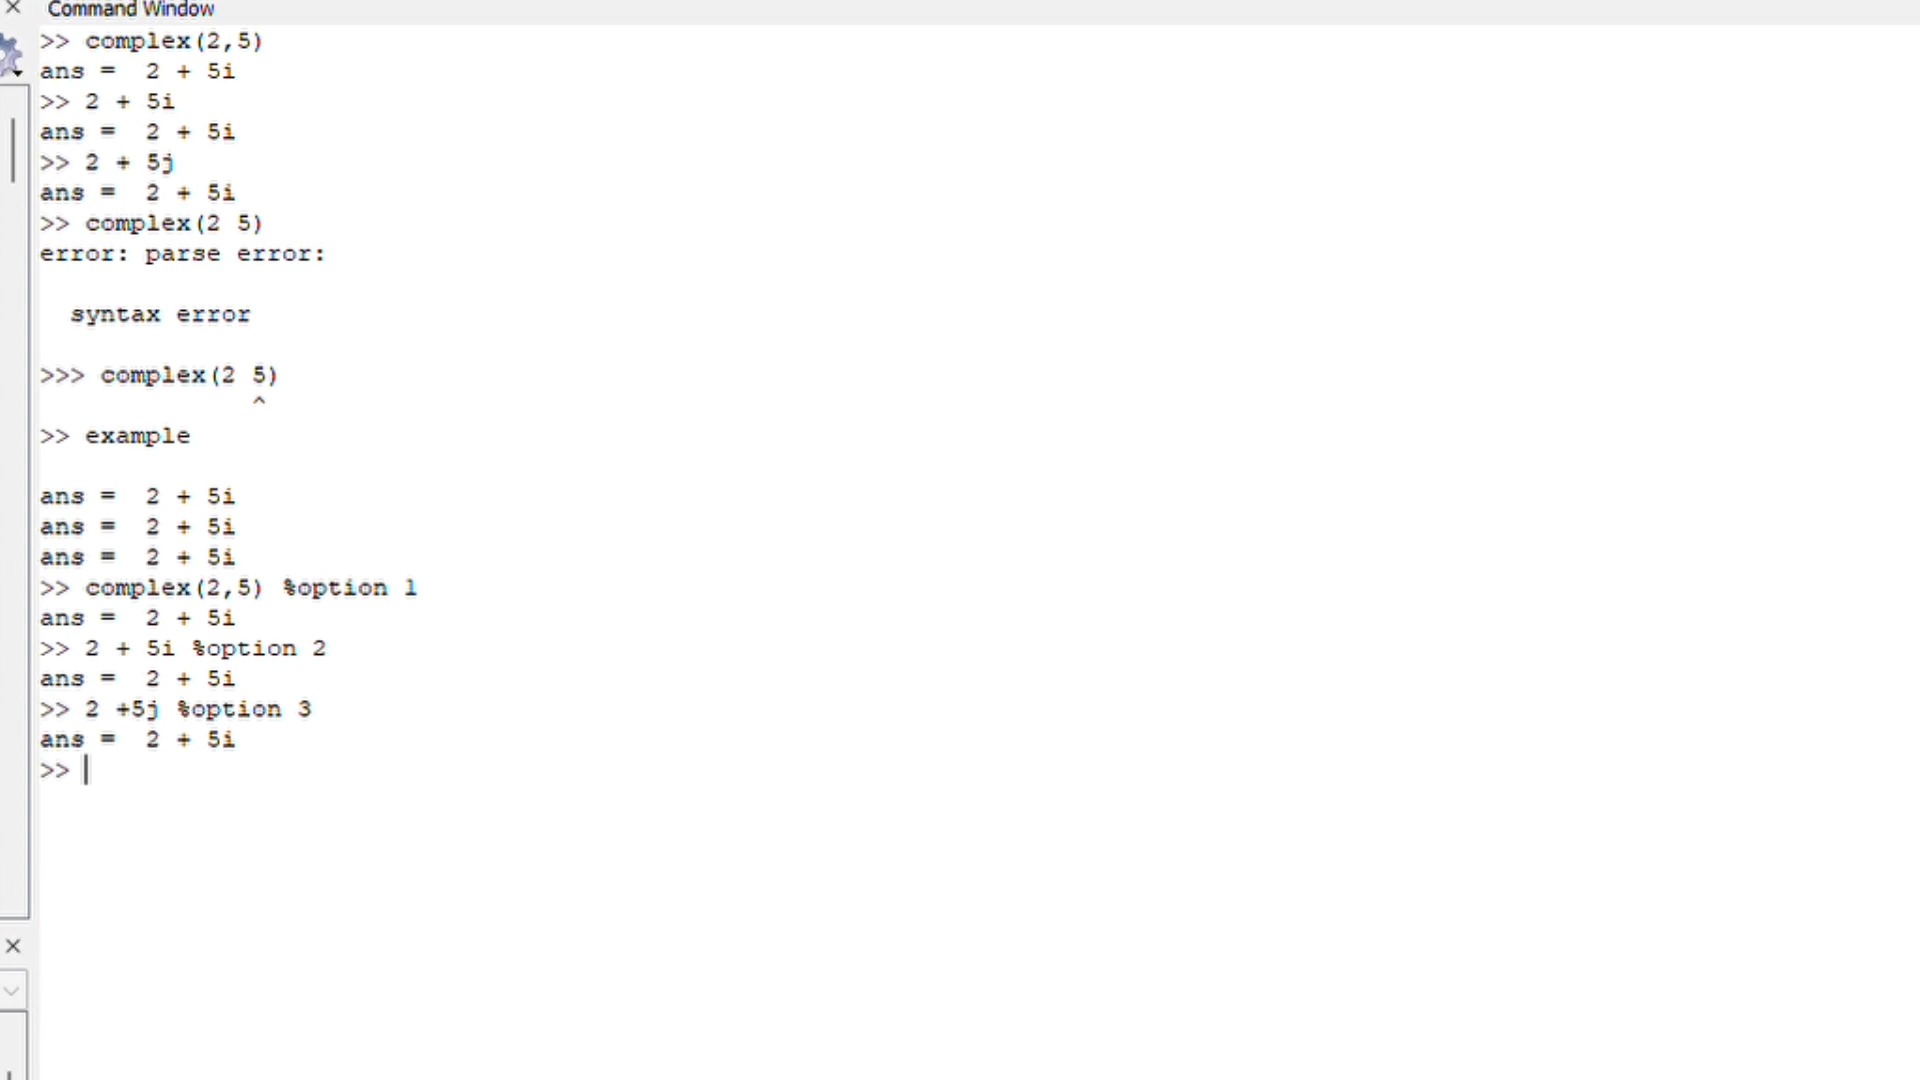 Command Window
>> complex(2,5)
ans =  2 + 5i
>> 2 + 5i
ans =  2 + 5i
>> 2 + 5j
ans =  2 + 5i
>> complex(2 5)
error: parse error:
  syntax error
>>> complex(2 5)
              ^
>> example
ans =  2 + 5i
ans =  2 + 5i
ans =  2 + 5i
>> complex(2,5) %option 1
ans =  2 + 5i
>> 2 + 5i %option 2
ans =  2 + 5i
>> 2 +5j %option 3
ans =  2 + 5i
>>